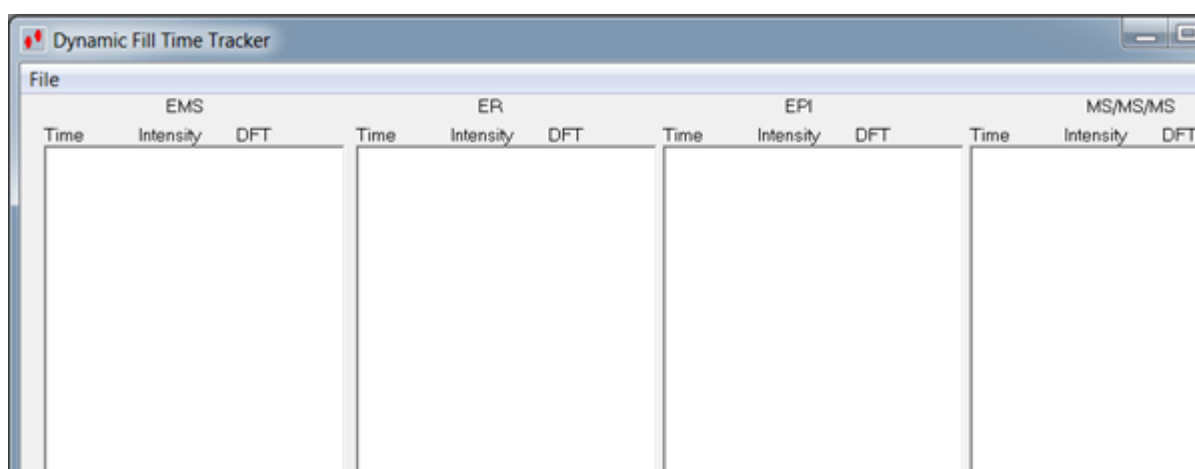 Dynamic Fill Time Tracker
File
EMS ER EPI MS/MS/MS
Time Intensity DFT Time Intensity DFT Time Intensity DFT Time Intensity DFT